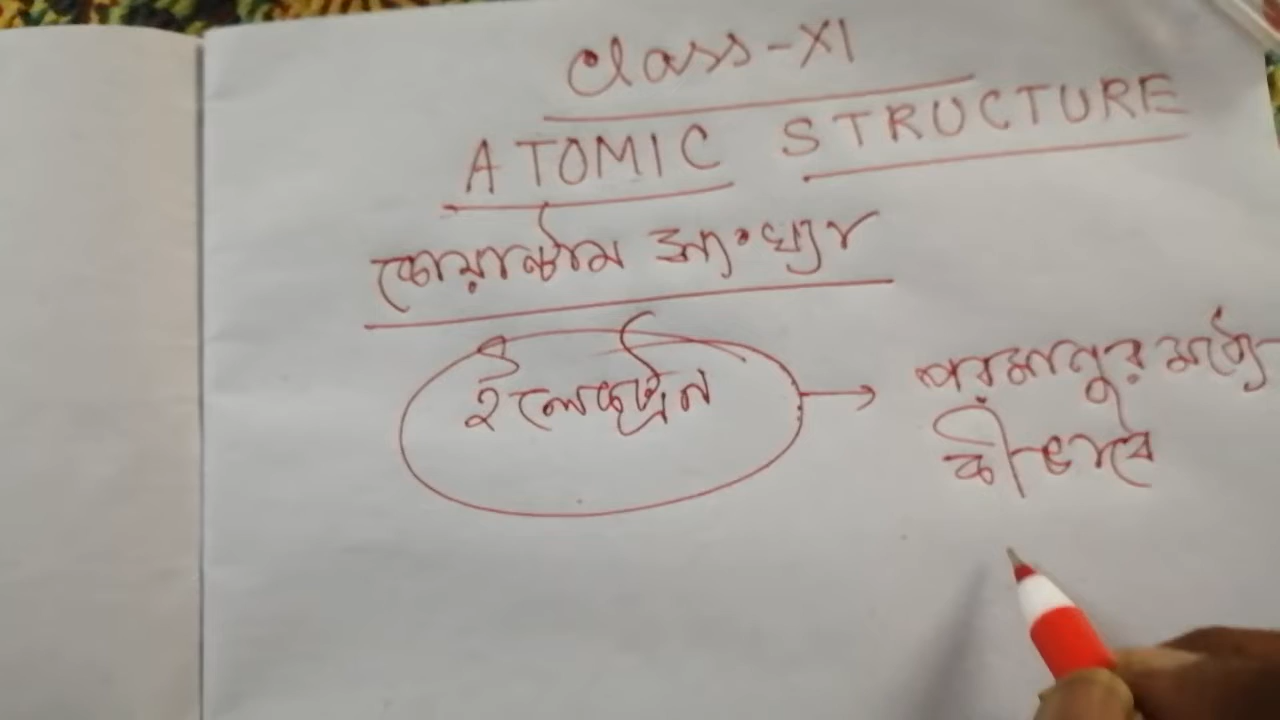 Class-XI
ATOMIC STRUCTURE
কোয়ান্টাম সংখ্যা
ইলেকট্রন → পরমানুর মধ্যে
কীভাবে